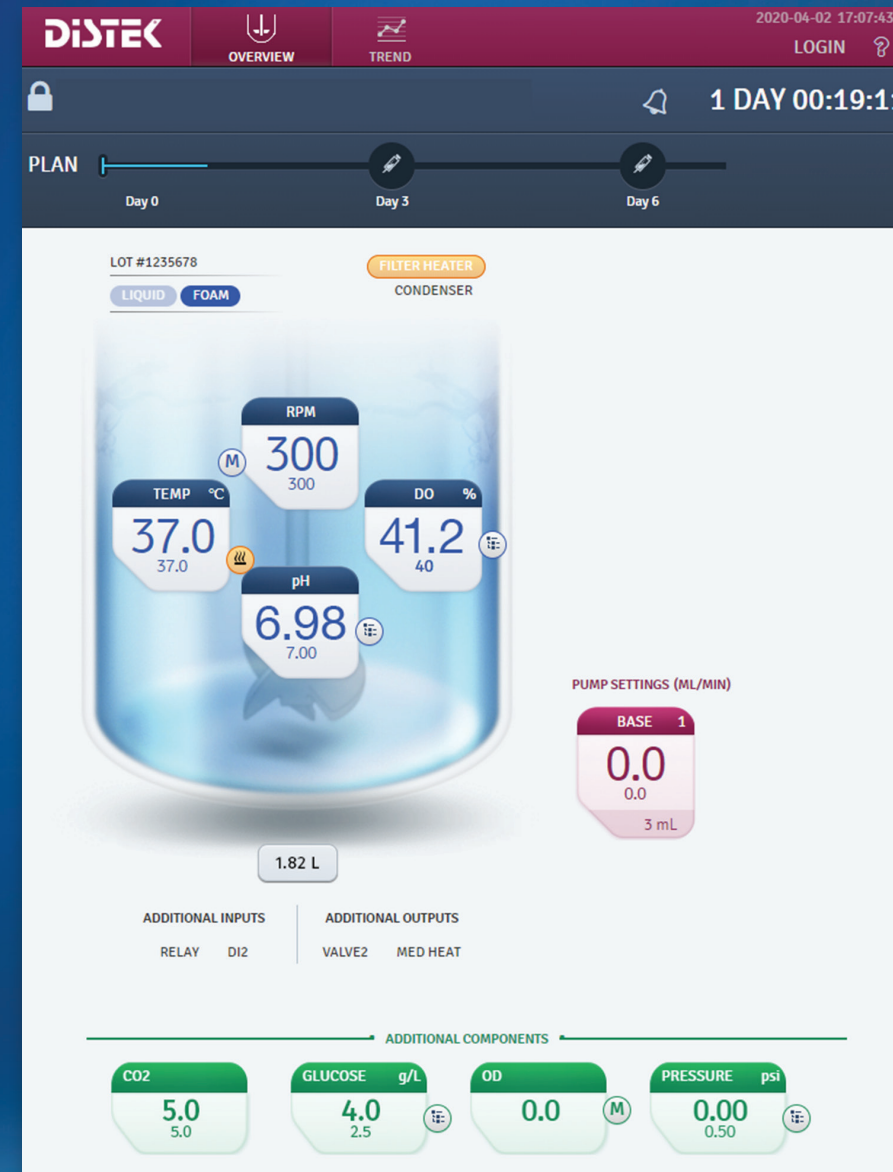 DiSTEK
OVERVIEW
TREND
2020-04-02 17:07:43
LOGIN ?
1 DAY 00:19:1
PLAN
Day 0
Day 3
Day 6
LOT #1235678
LIQUID FOAM
FILTER HEATER
CONDENSER
RPM
300
300
M
TEMP °C
37.0
37.0
DO %
41.2
40
pH
6.98
7.00
PUMP SETTINGS (ML/MIN)
BASE 1
0.0
0.0
3 mL
1.82 L
ADDITIONAL INPUTS
RELAY DI2
ADDITIONAL OUTPUTS
VALVE2 MED HEAT
ADDITIONAL COMPONENTS
CO2
5.0
5.0
GLUCOSE g/L
4.0
2.5
OD
0.0
M
PRESSURE psi
0.00
0.50